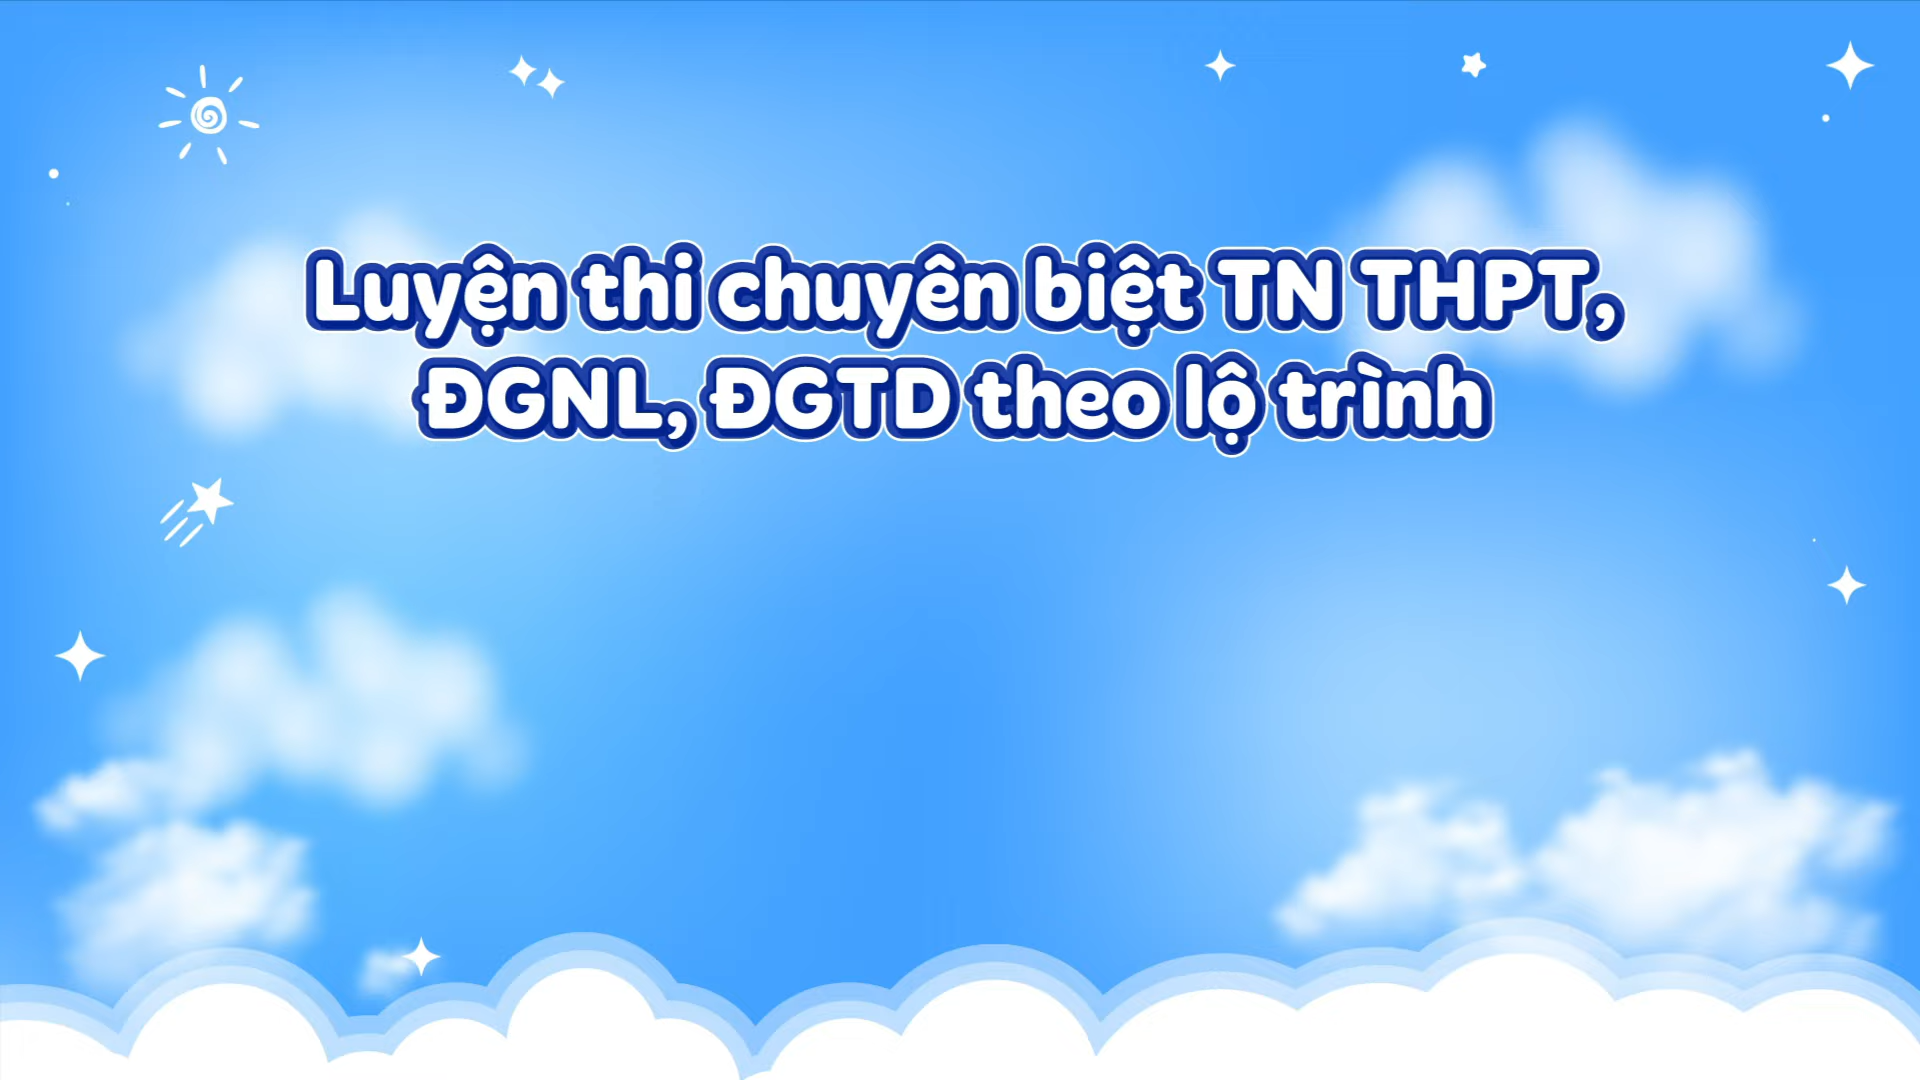 Luyện thi chuyên biệt TN THPT,
ĐGNL, ĐGTD theo lộ trình